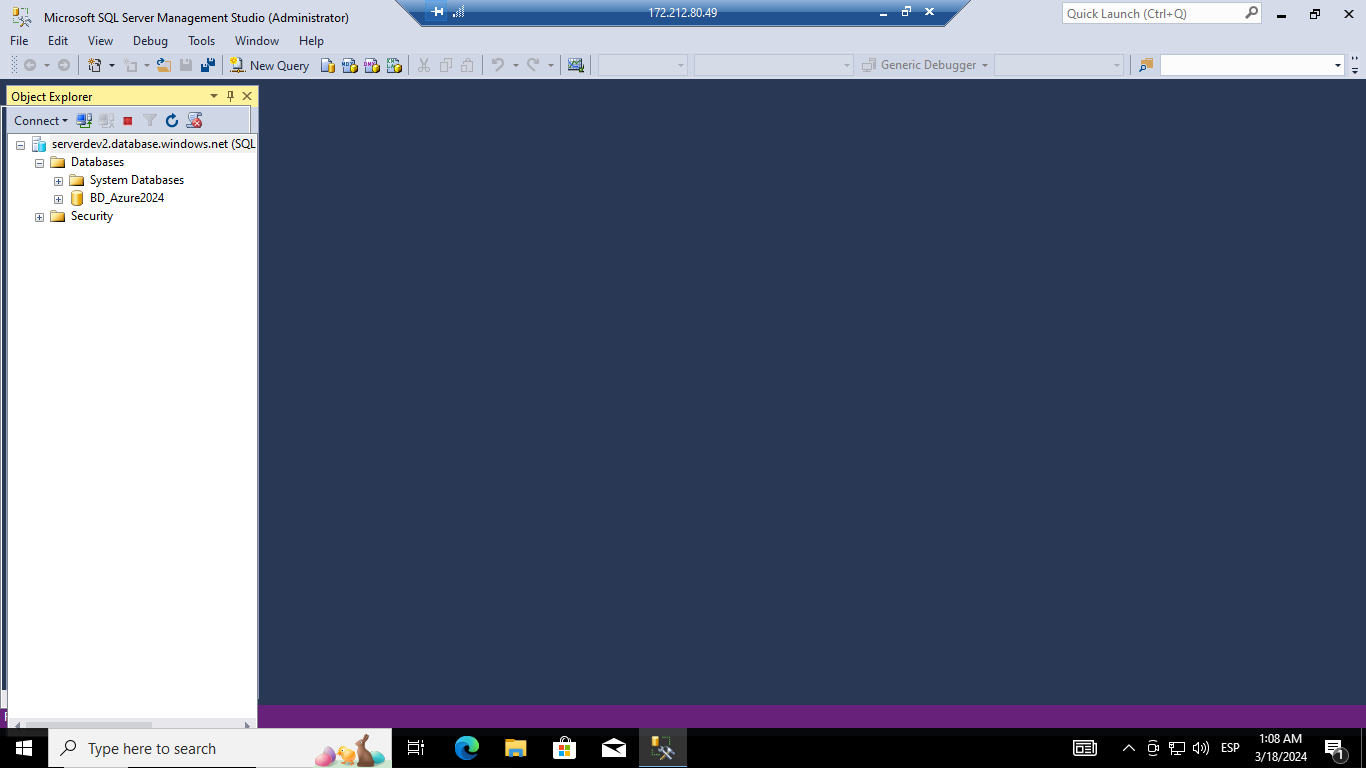 Microsoft SQL Server Management Studio (Administrator)
172.212.80.49
Quick Launch (Ctrl+Q)
File Edit View Debug Tools Window Help
New Query
Generic Debugger
Object Explorer
Connect
serverdev2.database.windows.net (SQL
Databases
System Databases
BD_Azure2024
Security
Type here to search
ESP
1:08 AM
3/18/2024
1